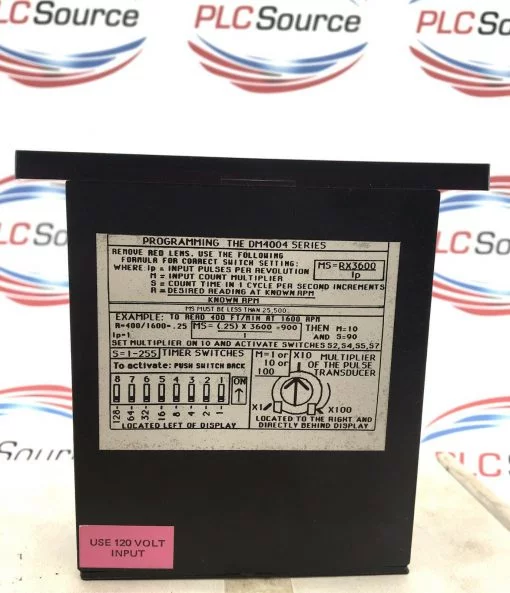 PLCSource
PLCSource
PLCSource
PROGRAMMING THE DM4004 SERIES
REMOVE RED LENS. USE THE FOLLOWING
FORMULA FOR CORRECT SWITCH SETTING:
MS=RX3600
Ip
WHERE Ip = INPUT PULSES PER REVOLUTION
M = INPUT COUNT MULTIPLIER
S = COUNT TIME IN 1 CYCLE PER SECOND INCREMENTS
R = DESIRED READING AT KNOWN RPM
KNOWN RPM
MS MUST BE LESS THAN 25,500
EXAMPLE: TO READ 400 FT/MIN AT 1600 RPM
R=400/1600=.25 MS= (.25) X 3600 =900 THEN M=10
Ip=1 1 AND S=90
SET MULTIPLIER ON 10 AND ACTIVATE SWITCHES S2,S4,S5,S7
S=1-255 TIMER SWITCHES
To activate: PUSH SWITCH BACK
8 7 6 5 4 3 2 1 ON
128- 64- 32- 16- 8- 4- 2- 1-
LOCATED LEFT OF DISPLAY
M=1 or X10 MULTIPLIER
10 or OF THE PULSE
100 TRANSDUCER
X1 X100
LOCATED TO THE RIGHT AND
DIRECTLY BEHIND DISPLAY
USE 120 VOLT
INPUT